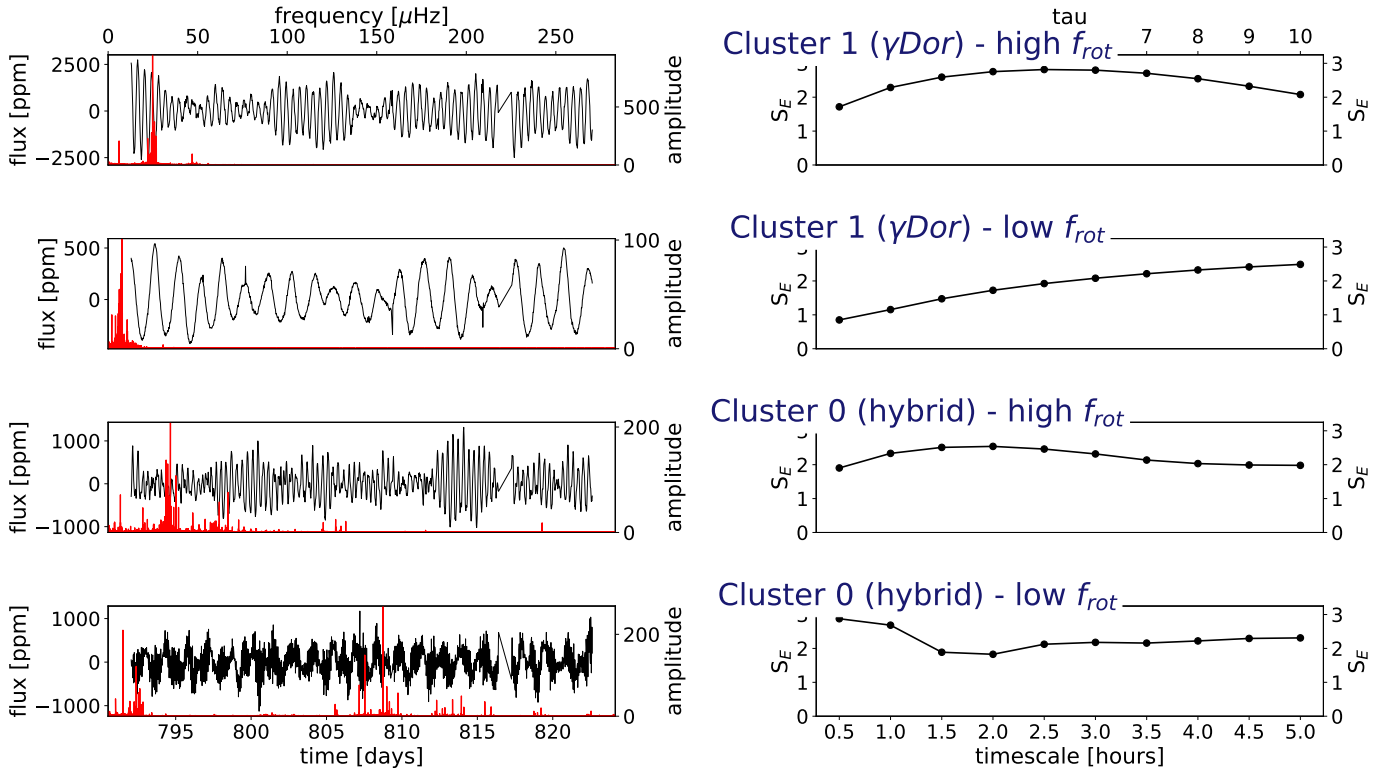 frequency [μHz]
0 50 100 150 200 250
flux [ppm]
2500
0
−2500
500
0
amplitude
tau
Cluster 1 (γDor) - high f_rot
7 8 9 10
S_E
3
2
1
0
3
2
1
0
S_E
flux [ppm]
500
0
100
0
amplitude
Cluster 1 (γDor) - low f_rot
S_E
2
1
0
3
2
1
0
S_E
flux [ppm]
1000
0
−1000
200
0
amplitude
Cluster 0 (hybrid) - high f_rot
S_E
3
2
1
0
3
2
1
0
S_E
flux [ppm]
1000
0
−1000
200
0
amplitude
795 800 805 810 815 820
time [days]
Cluster 0 (hybrid) - low f_rot
S_E
3
2
1
0
3
2
1
0
S_E
0.5 1.0 1.5 2.0 2.5 3.0 3.5 4.0 4.5 5.0
timescale [hours]